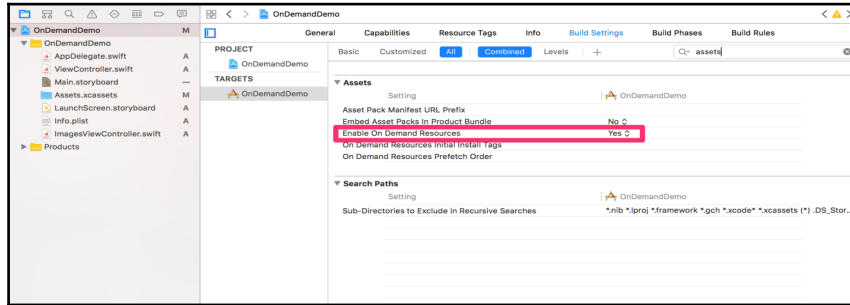 OnDemandDemo
OnDemandDemo M
OnDemandDemo
AppDelegate.swift A
ViewController.swift A
Main.storyboard —
Assets.xcassets M
LaunchScreen.storyboard A
Info.plist A
ImagesViewController.swift A
Products
General Capabilities Resource Tags Info Build Settings Build Phases Build Rules
PROJECT
OnDemandDemo
TARGETS
OnDemandDemo
Basic Customized All Combined Levels + assets
Assets
Setting OnDemandDemo
Asset Pack Manifest URL Prefix
Embed Asset Packs In Product Bundle No
Enable On Demand Resources Yes
On Demand Resources Initial Install Tags
On Demand Resources Prefetch Order
Search Paths
Setting OnDemandDemo
Sub-Directories to Exclude in Recursive Searches *.nib *.lproj *.framework *.gch *.xcode* *.xcassets (*) .DS_Stor...